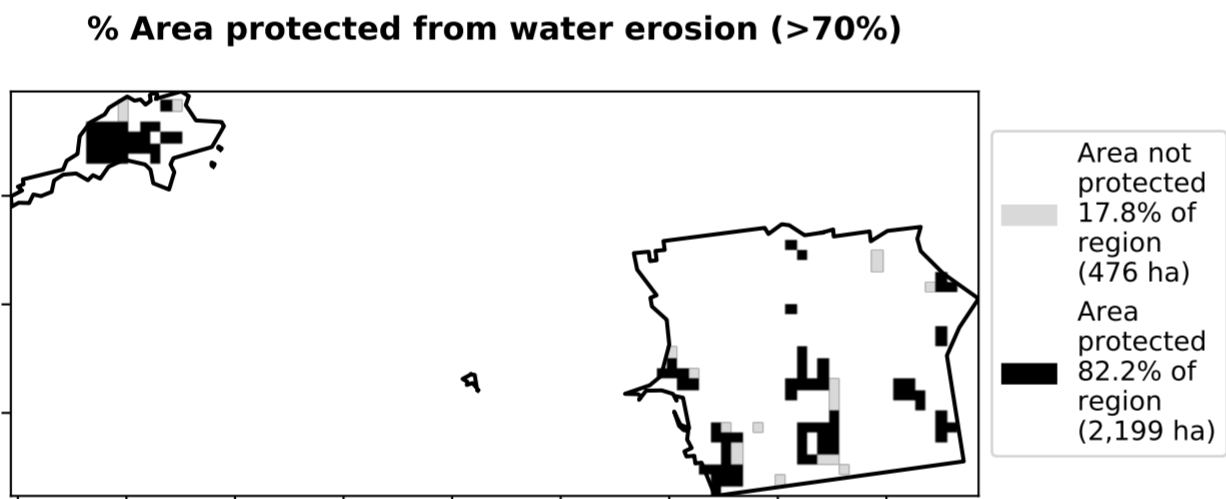 % Area protected from water erosion (>70%)
Area not
protected
17.8% of
region
(476 ha)
Area
protected
82.2% of
region
(2,199 ha)